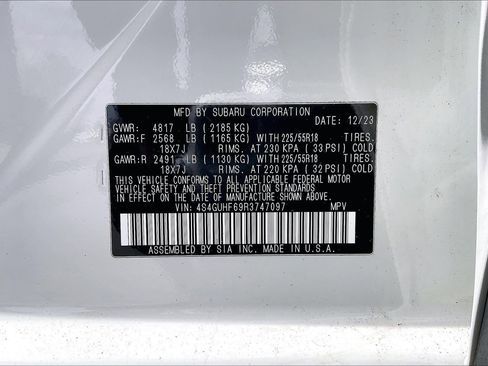 MFD BY SUBARU CORPORATION
DATE: 12/23
GVWR: 4817 LB (2185 KG)
GAWR:F 2568 LB (1165 KG) WITH 225/55R18 TIRES.
18X7J RIMS. AT 230 KPA (33 PSI) COLD
GAWR:R 2491 LB (1130 KG) WITH 225/55R18 TIRES.
18X7J RIMS. AT 220 KPA (32 PSI) COLD
THIS VEHICLE CONFORMS TO ALL APPLICABLE FEDERAL MOTOR
VEHICLE SAFETY AND THEFT PREVENTION STANDARDS
IN EFFECT ON THE DATE OF MANUFACTURE SHOWN ABOVE.
VIN: 4S4GUHF69R3747097 MPV
ASSEMBLED BY SIA INC. MADE IN U.S.A.